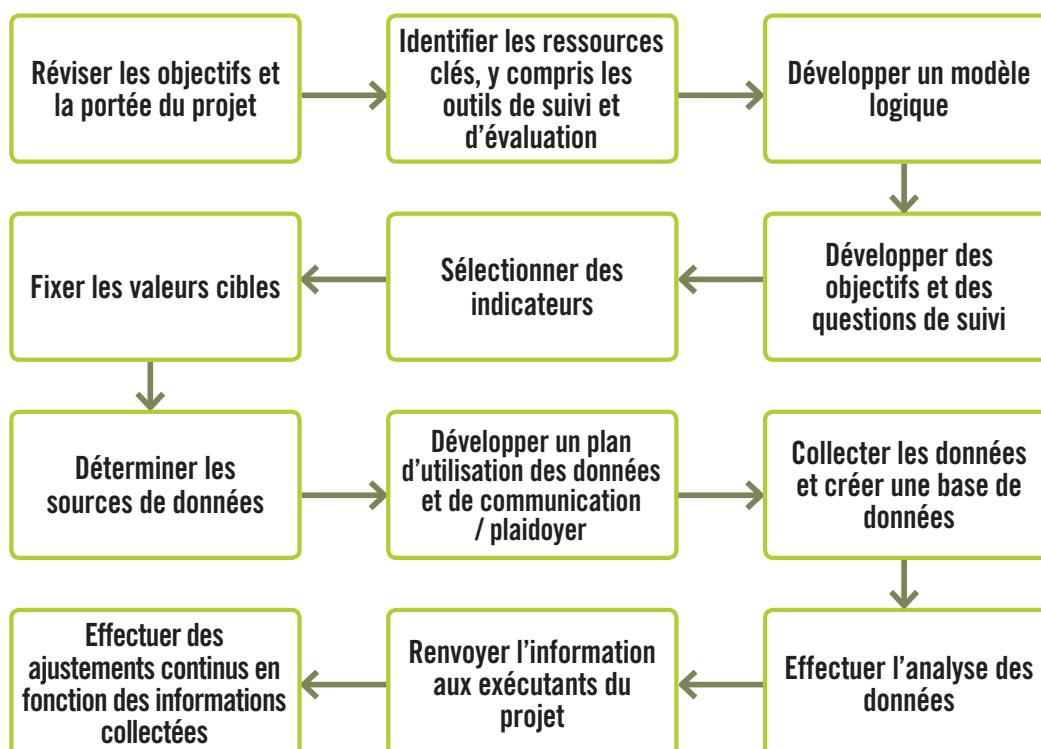 Réviser les objectifs et
la portée du projet
Identifier les ressources
clés, y compris les
outils de suivi et
d’évaluation
Développer un modèle
logique
Développer des
objectifs et des
questions de suivi
Sélectionner des
indicateurs
Fixer les valeurs cibles
Déterminer les
sources de données
Développer un plan
d’utilisation des données
et de communication
/ plaidoyer
Collecter les données
et créer une base de
données
Effectuer l’analyse des
données
Renvoyer l’information
aux exécutants du
projet
Effectuer des
ajustements continus en
fonction des informations
collectées